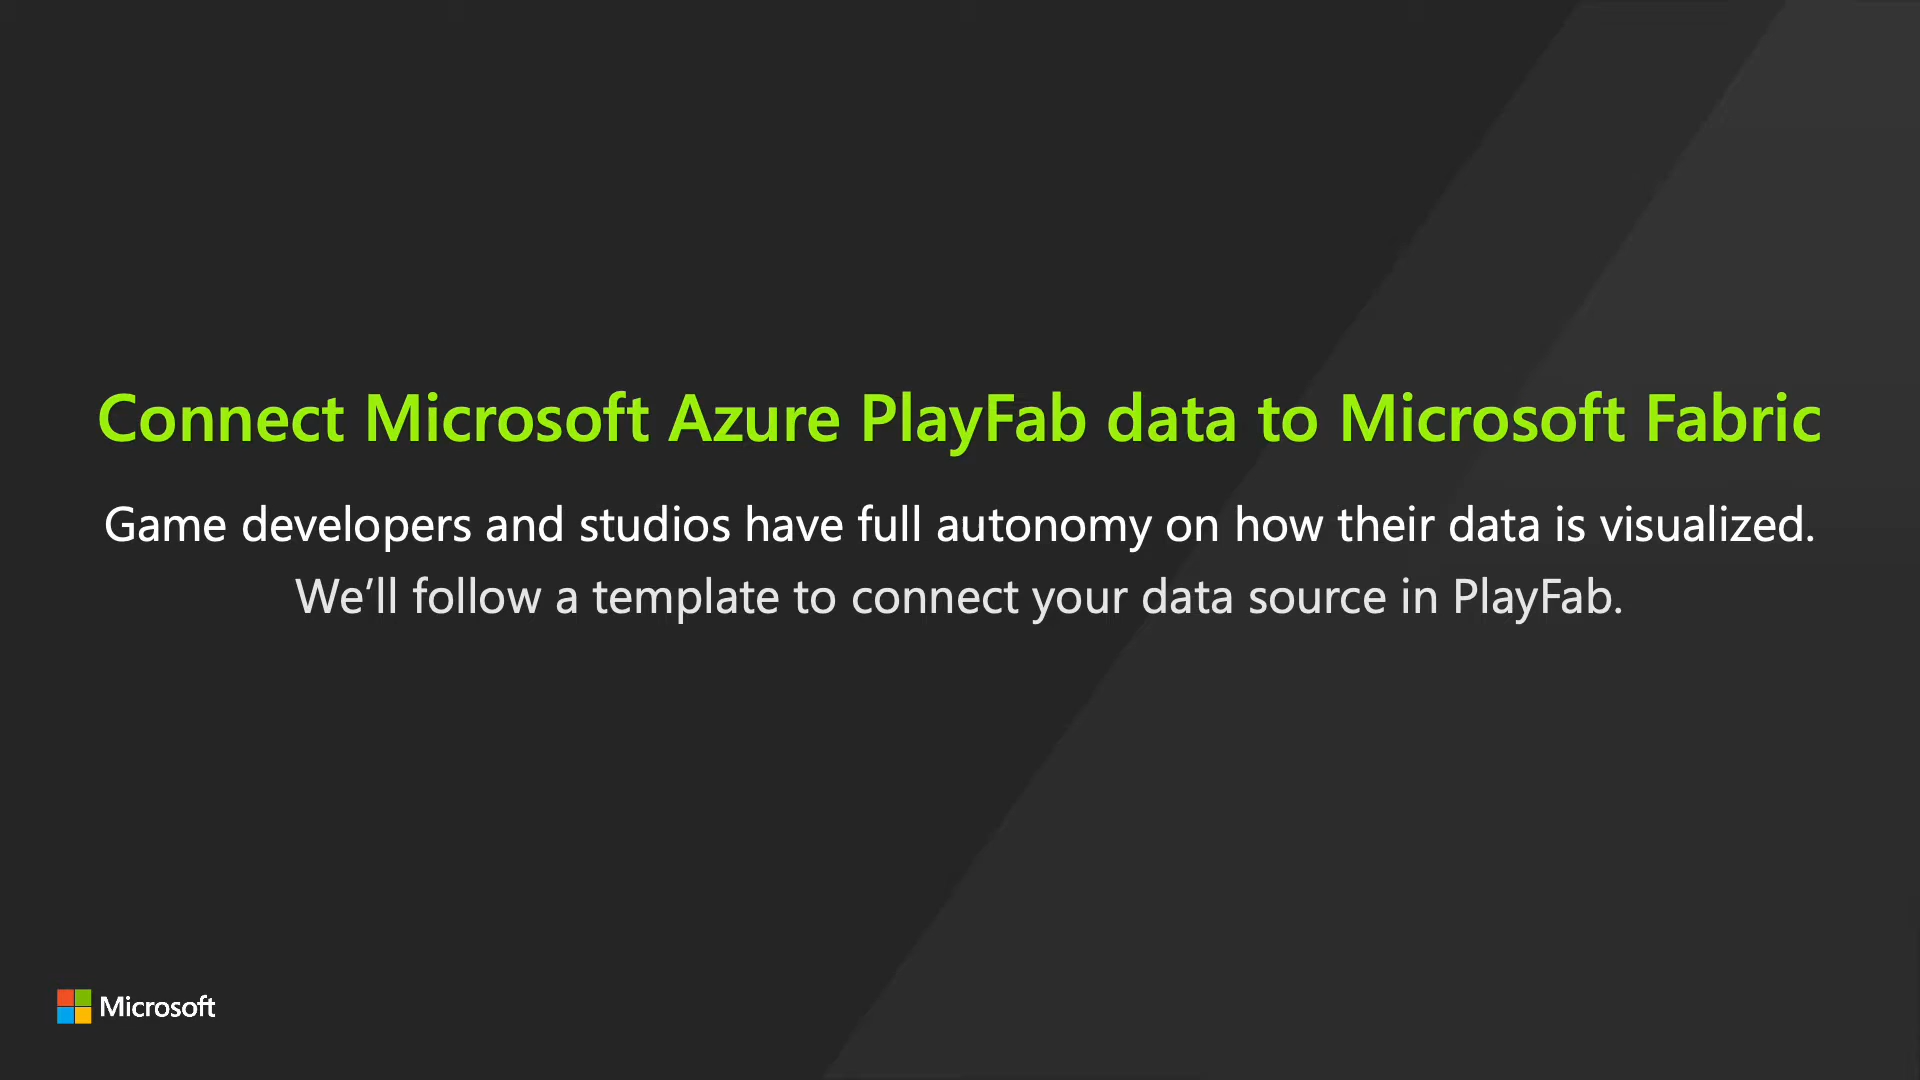 Connect Microsoft Azure PlayFab data to Microsoft Fabric
Game developers and studios have full autonomy on how their data is visualized.
We’ll follow a template to connect your data source in PlayFab.
Microsoft